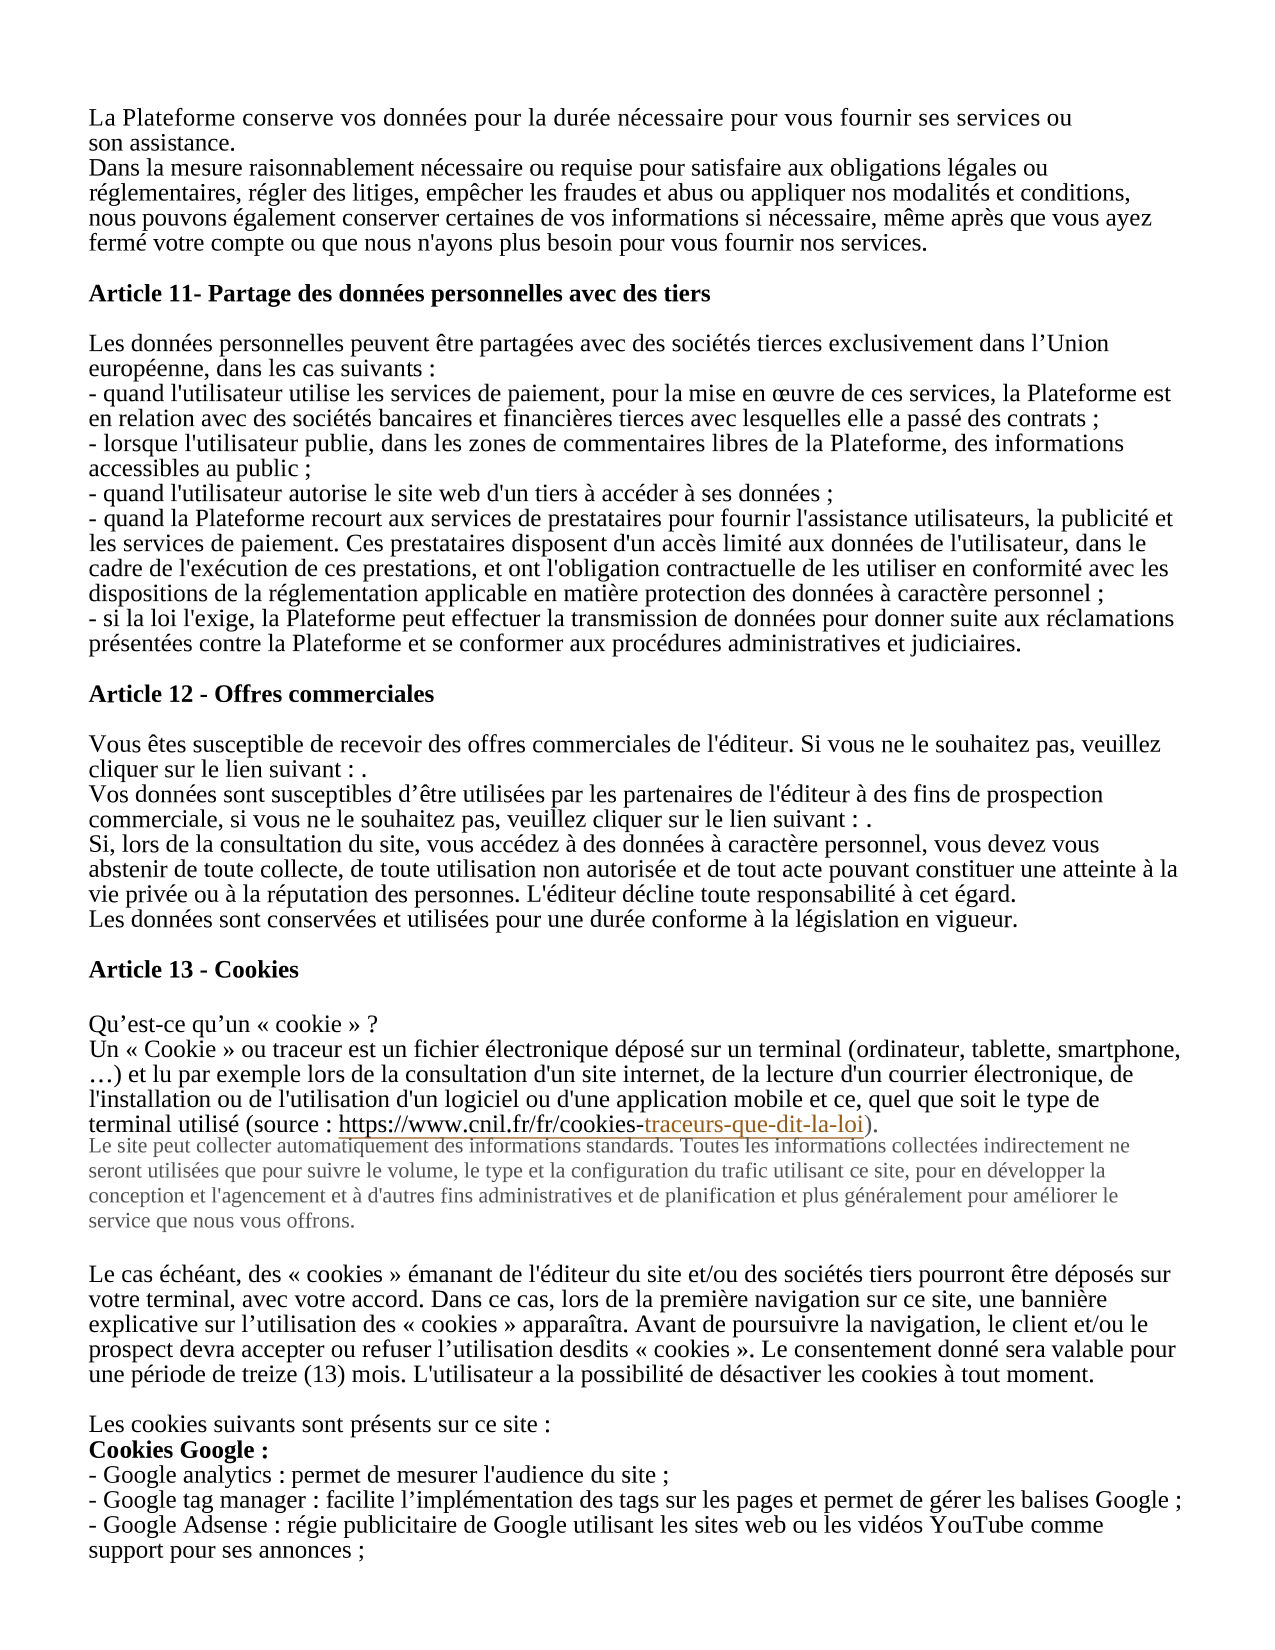 La Plateforme conserve vos données pour la durée nécessaire pour vous fournir ses services ou
son assistance.
Dans la mesure raisonnablement nécessaire ou requise pour satisfaire aux obligations légales ou
réglementaires, régler des litiges, empêcher les fraudes et abus ou appliquer nos modalités et conditions,
nous pouvons également conserver certaines de vos informations si nécessaire, même après que vous ayez
fermé votre compte ou que nous n'ayons plus besoin pour vous fournir nos services.
Article 11- Partage des données personnelles avec des tiers
Les données personnelles peuvent être partagées avec des sociétés tierces exclusivement dans l’Union
européenne, dans les cas suivants :
- quand l'utilisateur utilise les services de paiement, pour la mise en œuvre de ces services, la Plateforme est
en relation avec des sociétés bancaires et financières tierces avec lesquelles elle a passé des contrats ;
- lorsque l'utilisateur publie, dans les zones de commentaires libres de la Plateforme, des informations
accessibles au public ;
- quand l'utilisateur autorise le site web d'un tiers à accéder à ses données ;
- quand la Plateforme recourt aux services de prestataires pour fournir l'assistance utilisateurs, la publicité et
les services de paiement. Ces prestataires disposent d'un accès limité aux données de l'utilisateur, dans le
cadre de l'exécution de ces prestations, et ont l'obligation contractuelle de les utiliser en conformité avec les
dispositions de la réglementation applicable en matière protection des données à caractère personnel ;
- si la loi l'exige, la Plateforme peut effectuer la transmission de données pour donner suite aux réclamations
présentées contre la Plateforme et se conformer aux procédures administratives et judiciaires.
Article 12 - Offres commerciales
Vous êtes susceptible de recevoir des offres commerciales de l'éditeur. Si vous ne le souhaitez pas, veuillez
cliquer sur le lien suivant : .
Vos données sont susceptibles d’être utilisées par les partenaires de l'éditeur à des fins de prospection
commerciale, si vous ne le souhaitez pas, veuillez cliquer sur le lien suivant : .
Si, lors de la consultation du site, vous accédez à des données à caractère personnel, vous devez vous
abstenir de toute collecte, de toute utilisation non autorisée et de tout acte pouvant constituer une atteinte à la
vie privée ou à la réputation des personnes. L'éditeur décline toute responsabilité à cet égard.
Les données sont conservées et utilisées pour une durée conforme à la législation en vigueur.
Article 13 - Cookies
Qu’est-ce qu’un « cookie » ?
Un « Cookie » ou traceur est un fichier électronique déposé sur un terminal (ordinateur, tablette, smartphone,
…) et lu par exemple lors de la consultation d'un site internet, de la lecture d'un courrier électronique, de
l'installation ou de l'utilisation d'un logiciel ou d'une application mobile et ce, quel que soit le type de
terminal utilisé (source : https://www.cnil.fr/fr/cookies-traceurs-que-dit-la-loi).
Le site peut collecter automatiquement des informations standards. Toutes les informations collectées indirectement ne
seront utilisées que pour suivre le volume, le type et la configuration du trafic utilisant ce site, pour en développer la
conception et l'agencement et à d'autres fins administratives et de planification et plus généralement pour améliorer le
service que nous vous offrons.
Le cas échéant, des « cookies » émanant de l'éditeur du site et/ou des sociétés tiers pourront être déposés sur
votre terminal, avec votre accord. Dans ce cas, lors de la première navigation sur ce site, une bannière
explicative sur l’utilisation des « cookies » apparaîtra. Avant de poursuivre la navigation, le client et/ou le
prospect devra accepter ou refuser l’utilisation desdits « cookies ». Le consentement donné sera valable pour
une période de treize (13) mois. L'utilisateur a la possibilité de désactiver les cookies à tout moment.
Les cookies suivants sont présents sur ce site :
Cookies Google :
- Google analytics : permet de mesurer l'audience du site ;
- Google tag manager : facilite l’implémentation des tags sur les pages et permet de gérer les balises Google ;
- Google Adsense : régie publicitaire de Google utilisant les sites web ou les vidéos YouTube comme
support pour ses annonces ;